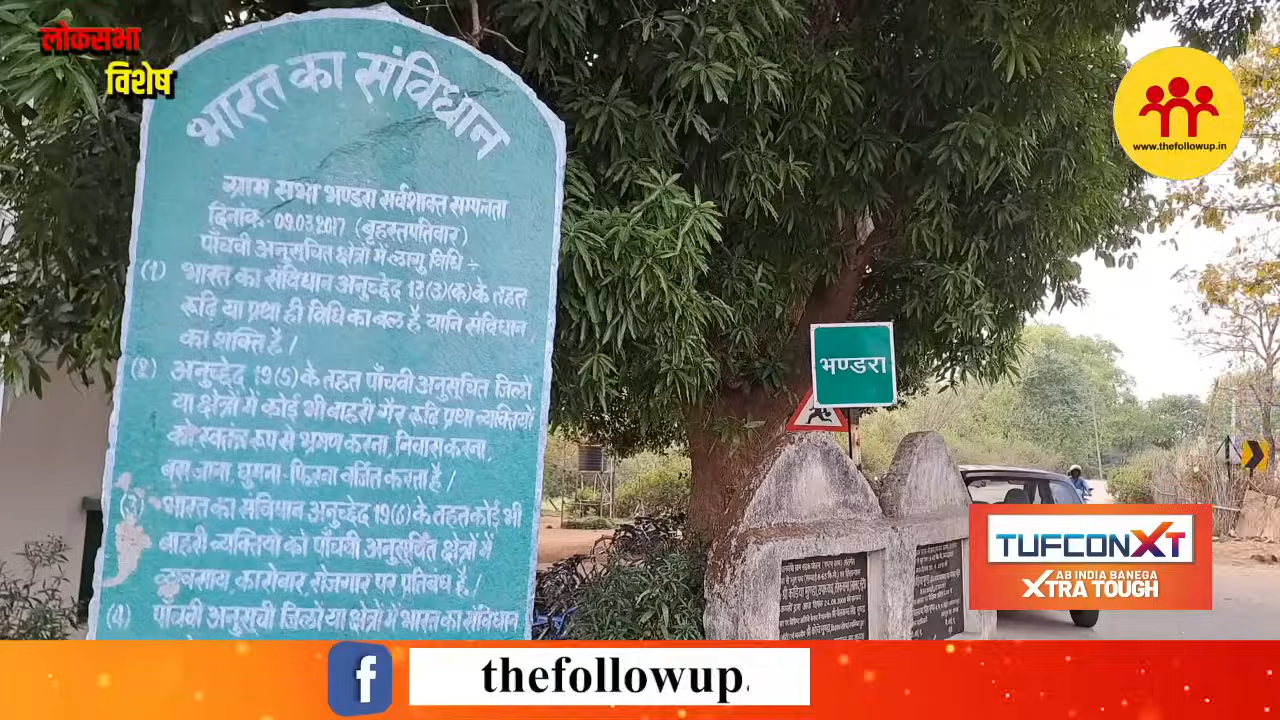 लोकसभा
विशेष
www.thefollowup.in
भारत का संविधान
ग्राम सभा भण्डरा सर्वशक्ति सम्पन्नता
दिनांक- 09.03.2017 (बृहस्पतिवार)
पाँचवी अनुसूचित क्षेत्रों में लागु विधि ÷
(1) भारत का संविधान अनुच्छेद 13(3)(क) के तहत
रूढ़ि या प्रथा ही विधि का बल है यानि संविधान
की शक्ति है।
(2) अनुच्छेद 19(5) के तहत पाँचवी अनुसूचित जिलो
या क्षेत्रों में कोई भी बाहरी गैर रूढ़ि प्रथा व्यक्तियों
को स्वतंत्र रूप से भ्रमण करना, निवास करना,
बस जाना, घुमना-फिरना वर्जित करता है।
भारत का संविधान अनुच्छेद 19(6) के तहत कोई भी
बाहरी व्यक्तियों को पाँचवी अनुसूचित क्षेत्रों में
व्यवसाय कारोबार, रोजगार पर प्रतिबंध है।
(4) पाँचवी अनुसूची जिलों या क्षेत्रों में भारत का संविधान
भण्डरा
TUFCONXT
AB INDIA BANEGA
XTRA TOUGH
f
thefollowup.